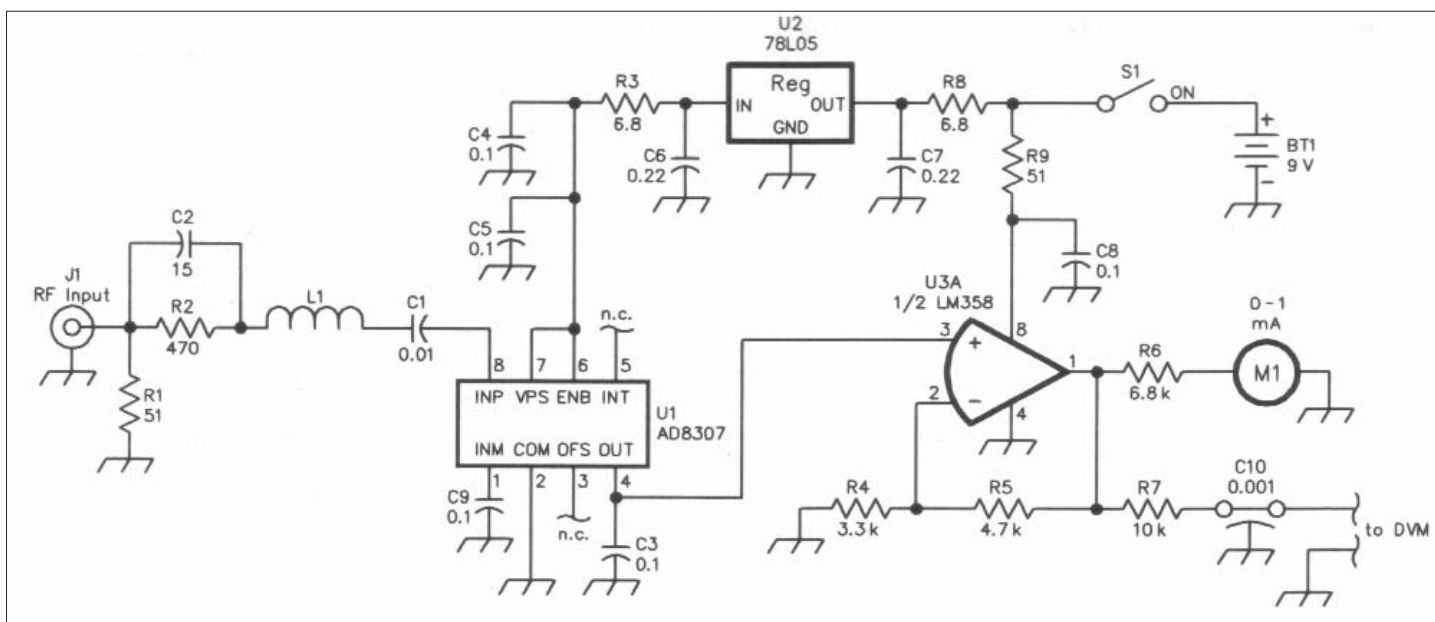 U2
78L05
Reg
IN
OUT
GND
R3
6.8
R8
6.8
S1
ON
C4
0.1
C6
0.22
C7
0.22
R9
51
+
BT1
9 V
−
C5
0.1
C2
15
J1
RF Input
R2
470
L1
C1
0.01
R1
51
n.c.
8
7
6
5
INP VPS ENB INT
U1
AD8307
INM COM OFS OUT
1
2
3
4
C9
0.1
n.c.
C3
0.1
C8
0.1
U3A
1/2 LM358
3
+
8
2
−
4
1
R6
6.8 k
0 - 1
mA
M1
R4
3.3 k
R5
4.7 k
R7
10 k
C10
0.001
to DVM